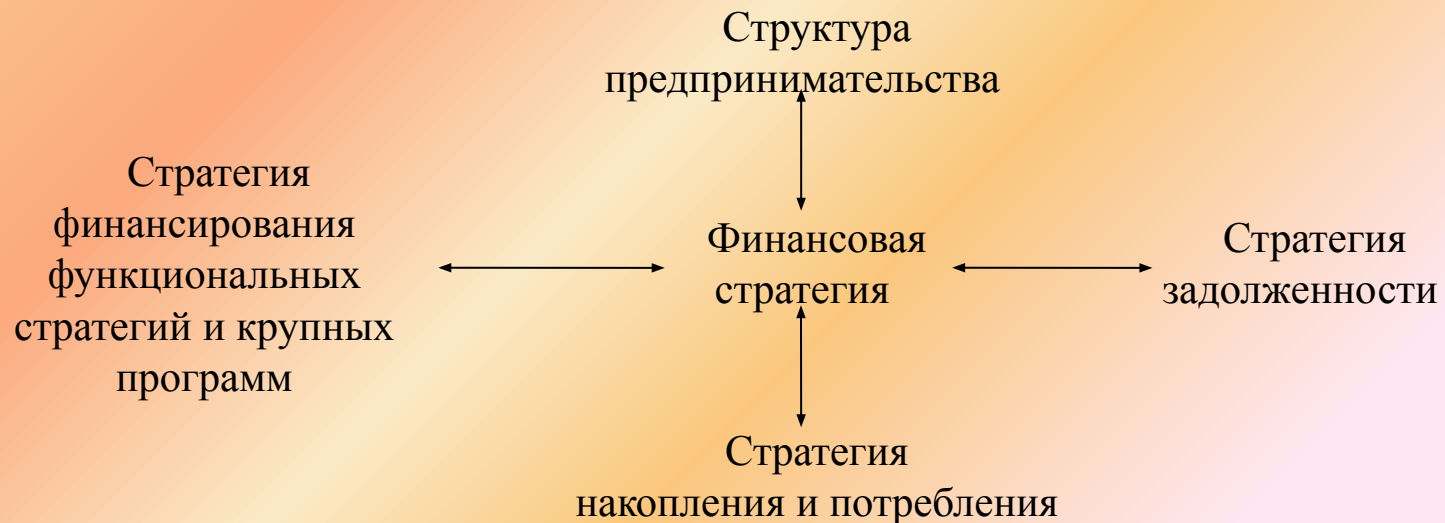 Структура
предпринимательства
Стратегия
финансирования
функциональных
стратегий и крупных
программ
Финансовая
стратегия
Стратегия
задолженности
Стратегия
накопления и потребления